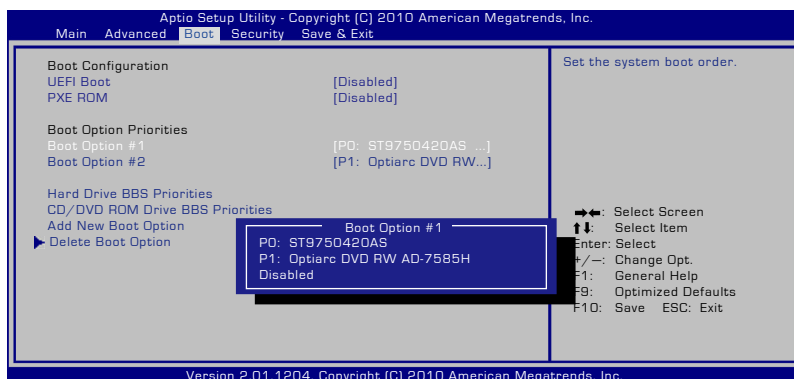 Aptio Setup Utility - Copyright (C) 2010 American Megatrends, Inc.
Main Advanced Boot Security Save & Exit
Boot Configuration
UEFI Boot [Disabled]
PXE ROM [Disabled]
Boot Option Priorities
Boot Option #1 [P0: ST9750420AS ...]
Boot Option #2 [P1: Optiarc DVD RW...]
Hard Drive BBS Priorities
CD/DVD ROM Drive BBS Priorities
Add New Boot Option
Delete Boot Option
Boot Option #1
P0: ST9750420AS
P1: Optiarc DVD RW AD-7585H
Disabled
Set the system boot order.
→←: Select Screen
↑↓: Select Item
Enter: Select
+/—: Change Opt.
F1: General Help
F9: Optimized Defaults
F10: Save ESC: Exit
Version 2.01.1204. Copyright (C) 2010 American Megatrends, Inc.